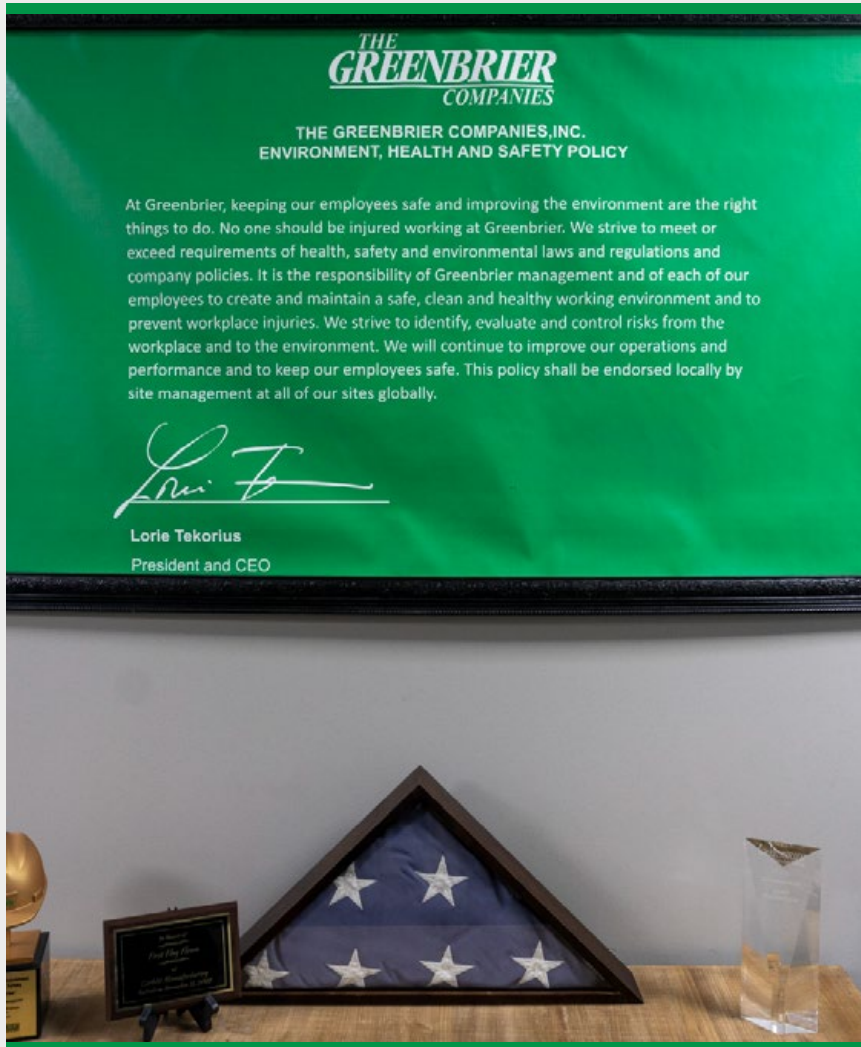 THE
GREENBRIER
COMPANIES
THE GREENBRIER COMPANIES,INC.
ENVIRONMENT, HEALTH AND SAFETY POLICY
At Greenbrier, keeping our employees safe and improving the environment are the right
things to do. No one should be injured working at Greenbrier. We strive to meet or
exceed requirements of health, safety and environmental laws and regulations and
company policies. It is the responsibility of Greenbrier management and of each of our
employees to create and maintain a safe, clean and healthy working environment and to
prevent workplace injuries. We strive to identify, evaluate and control risks from the
workplace and to the environment. We will continue to improve our operations and
performance and to keep our employees safe. This policy shall be endorsed locally by
site management at all of our sites globally.
Lorie Tekorius
President and CEO
First Flag Flown